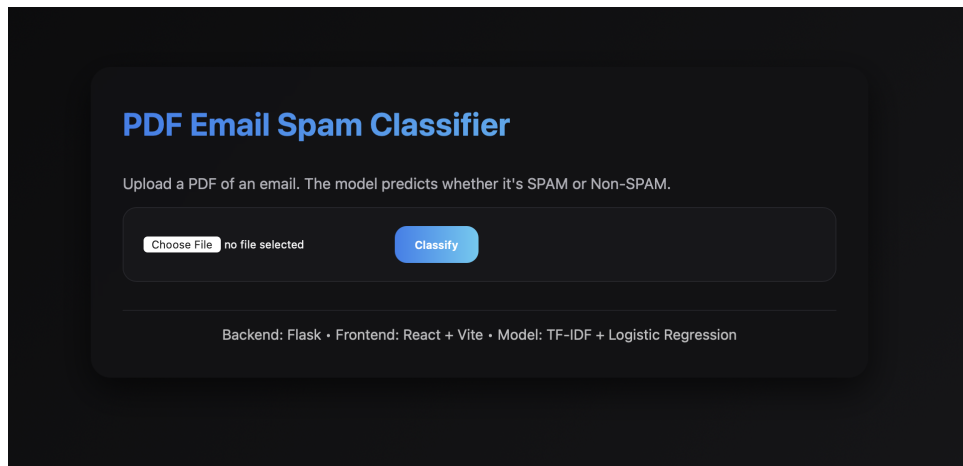 PDF Email Spam Classifier
Upload a PDF of an email. The model predicts whether it's SPAM or Non-SPAM.
Choose File no file selected Classify
Backend: Flask • Frontend: React + Vite • Model: TF-IDF + Logistic Regression